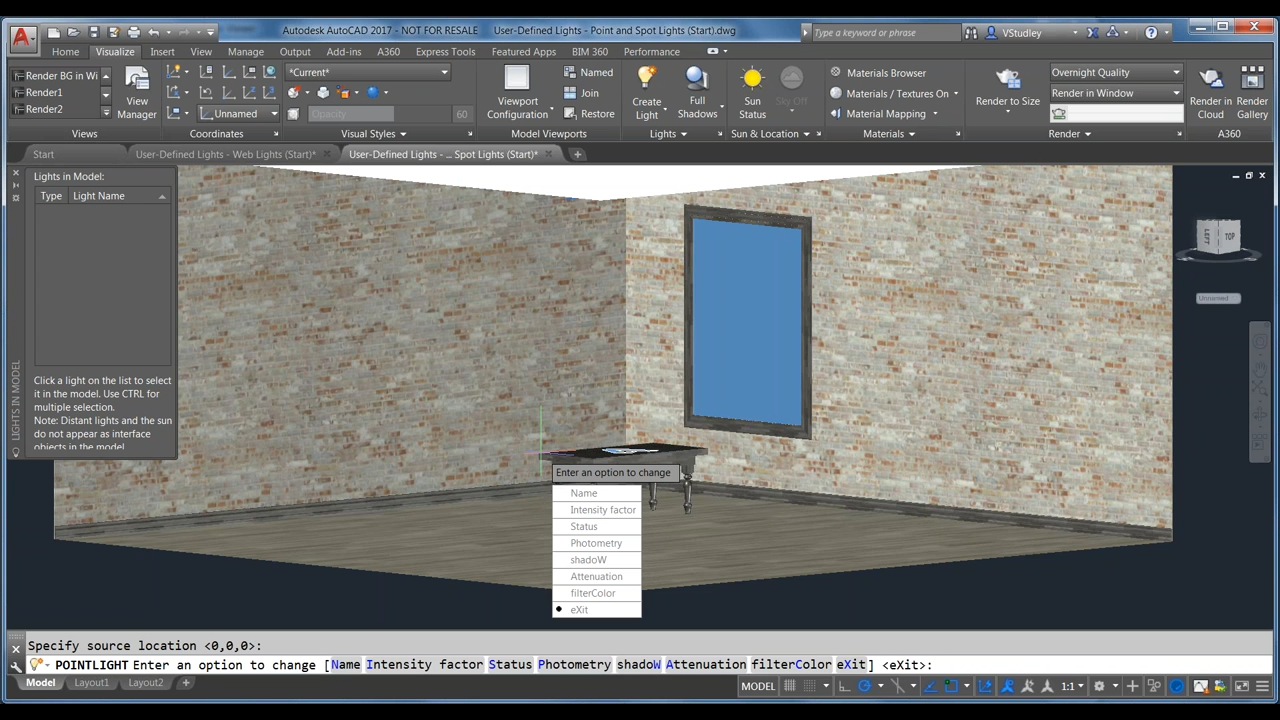 Autodesk AutoCAD 2017 - NOT FOR RESALE User-Defined Lights - Point and Spot Lights (Start).dwg
Type a keyword or phrase
VStudley
Home Visualize Insert View Manage Output Add-ins A360 Express Tools Featured Apps BIM 360 Performance
Render BG in Wi
Render1
Render2
View
Manager
Views
Unnamed
Coordinates
*Current*
Opacity 60
Visual Styles
Viewport
Configuration
Named
Join
Restore
Model Viewports
Create
Light
Full
Shadows
Lights
Sun
Status
Sky Off
Sun & Location
Materials Browser
Materials / Textures On
Material Mapping
Materials
Render to Size
Overnight Quality
Render in Window
Render
Render in
Cloud
Render
Gallery
A360
Start
User-Defined Lights - Web Lights (Start)*
User-Defined Lights - ... Spot Lights (Start)*
Lights in Model:
Type Light Name
Click a light on the list to select
it in the model. Use CTRL for
multiple selection.
Note: Distant lights and the sun
do not appear as interface
objects in the model
LIGHTS IN MODEL
LEFT TOP
Unnamed
Enter an option to change
Name
Intensity factor
Status
Photometry
shadoW
Attenuation
filterColor
eXit
Specify source location <0,0,0>:
POINTLIGHT Enter an option to change [Name Intensity factor Status Photometry shadoW Attenuation filterColor eXit] <eXit>:
Model Layout1 Layout2
MODEL 1:1